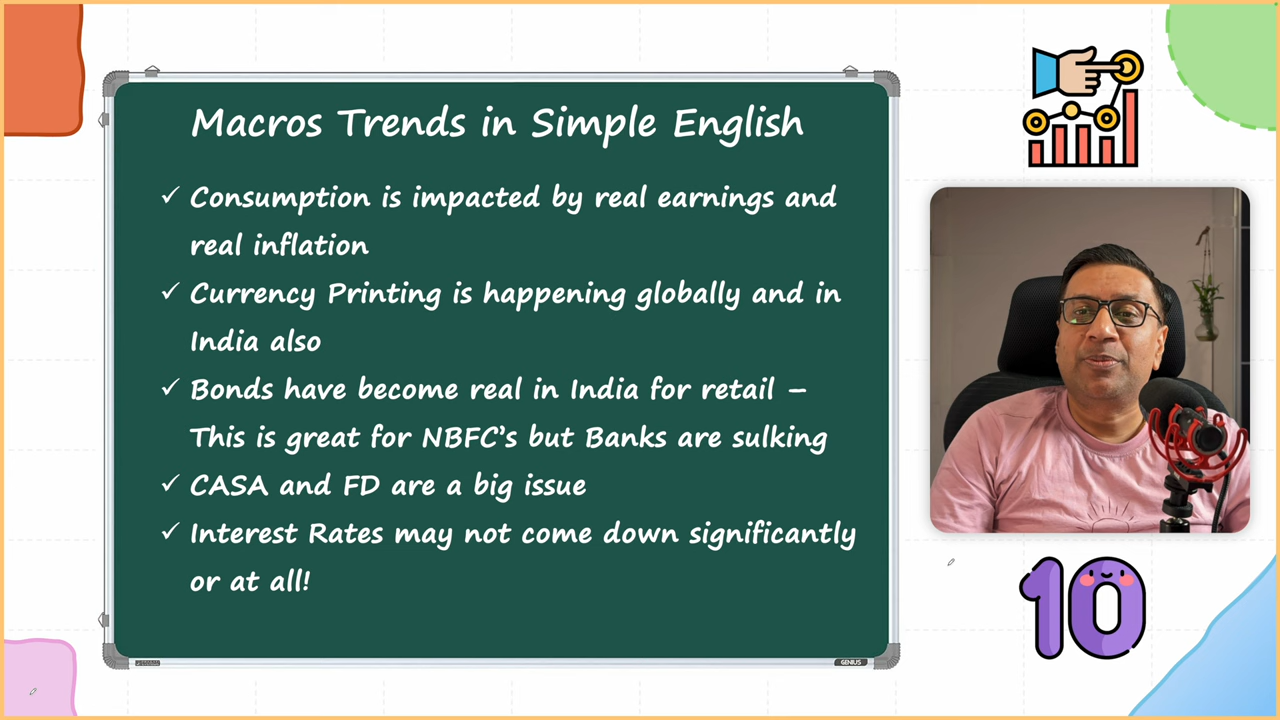 Macros Trends in Simple English
✓ Consumption is impacted by real earnings and
real inflation
✓ Currency Printing is happening globally and in
India also
✓ Bonds have become real in India for retail –
This is great for NBFC's but Banks are sulking
✓ CASA and FD are a big issue
✓ Interest Rates may not come down significantly
or at all!
GENIUS
10